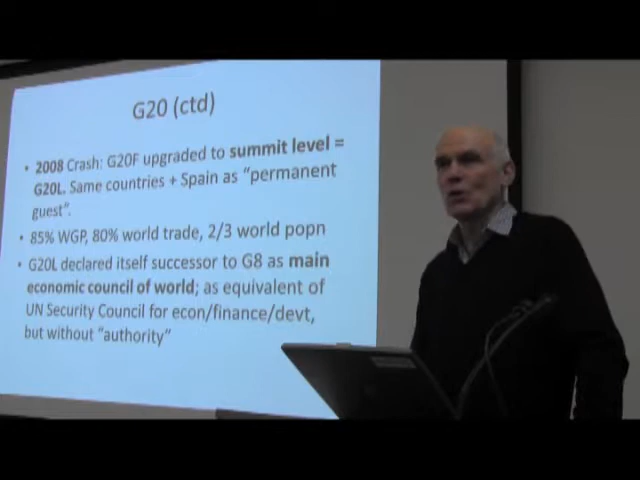 G20 (ctd)
• 2008 Crash: G20F upgraded to summit level =
G20L. Same countries + Spain as “permanent
guest”.
• 85% WGP, 80% world trade, 2/3 world popn
• G20L declared itself successor to G8 as main
economic council of world; as equivalent of
UN Security Council for econ/finance/devt,
but without “authority”